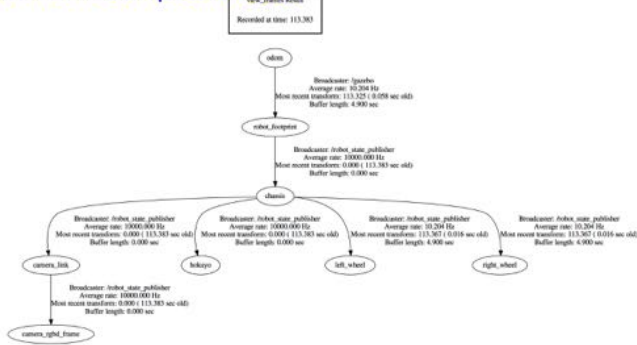 view_frames Result
Recorded at time: 113.383
odom
Broadcaster: /gazebo
Average rate: 10.204 Hz
Most recent transform: 113.325 ( 0.058 sec old)
Buffer length: 4.900 sec
robot_footprint
Broadcaster: /robot_state_publisher
Average rate: 10000.000 Hz
Most recent transform: 0.000 ( 113.383 sec old)
Buffer length: 0.000 sec
chassis
Broadcaster: /robot_state_publisher
Average rate: 10000.000 Hz
Most recent transform: 0.000 ( 113.383 sec old)
Buffer length: 0.000 sec
Broadcaster: /robot_state_publisher
Average rate: 10000.000 Hz
Most recent transform: 0.000 ( 113.383 sec old)
Buffer length: 0.000 sec
Broadcaster: /robot_state_publisher
Average rate: 10.204 Hz
Most recent transform: 113.367 ( 0.016 sec old)
Buffer length: 4.900 sec
Broadcaster: /robot_state_publisher
Average rate: 10.204 Hz
Most recent transform: 113.367 ( 0.016 sec old)
Buffer length: 4.900 sec
camera_link
hokuyo
left_wheel
right_wheel
Broadcaster: /robot_state_publisher
Average rate: 10000.000 Hz
Most recent transform: 0.000 ( 113.383 sec old)
Buffer length: 0.000 sec
camera_rgbd_frame